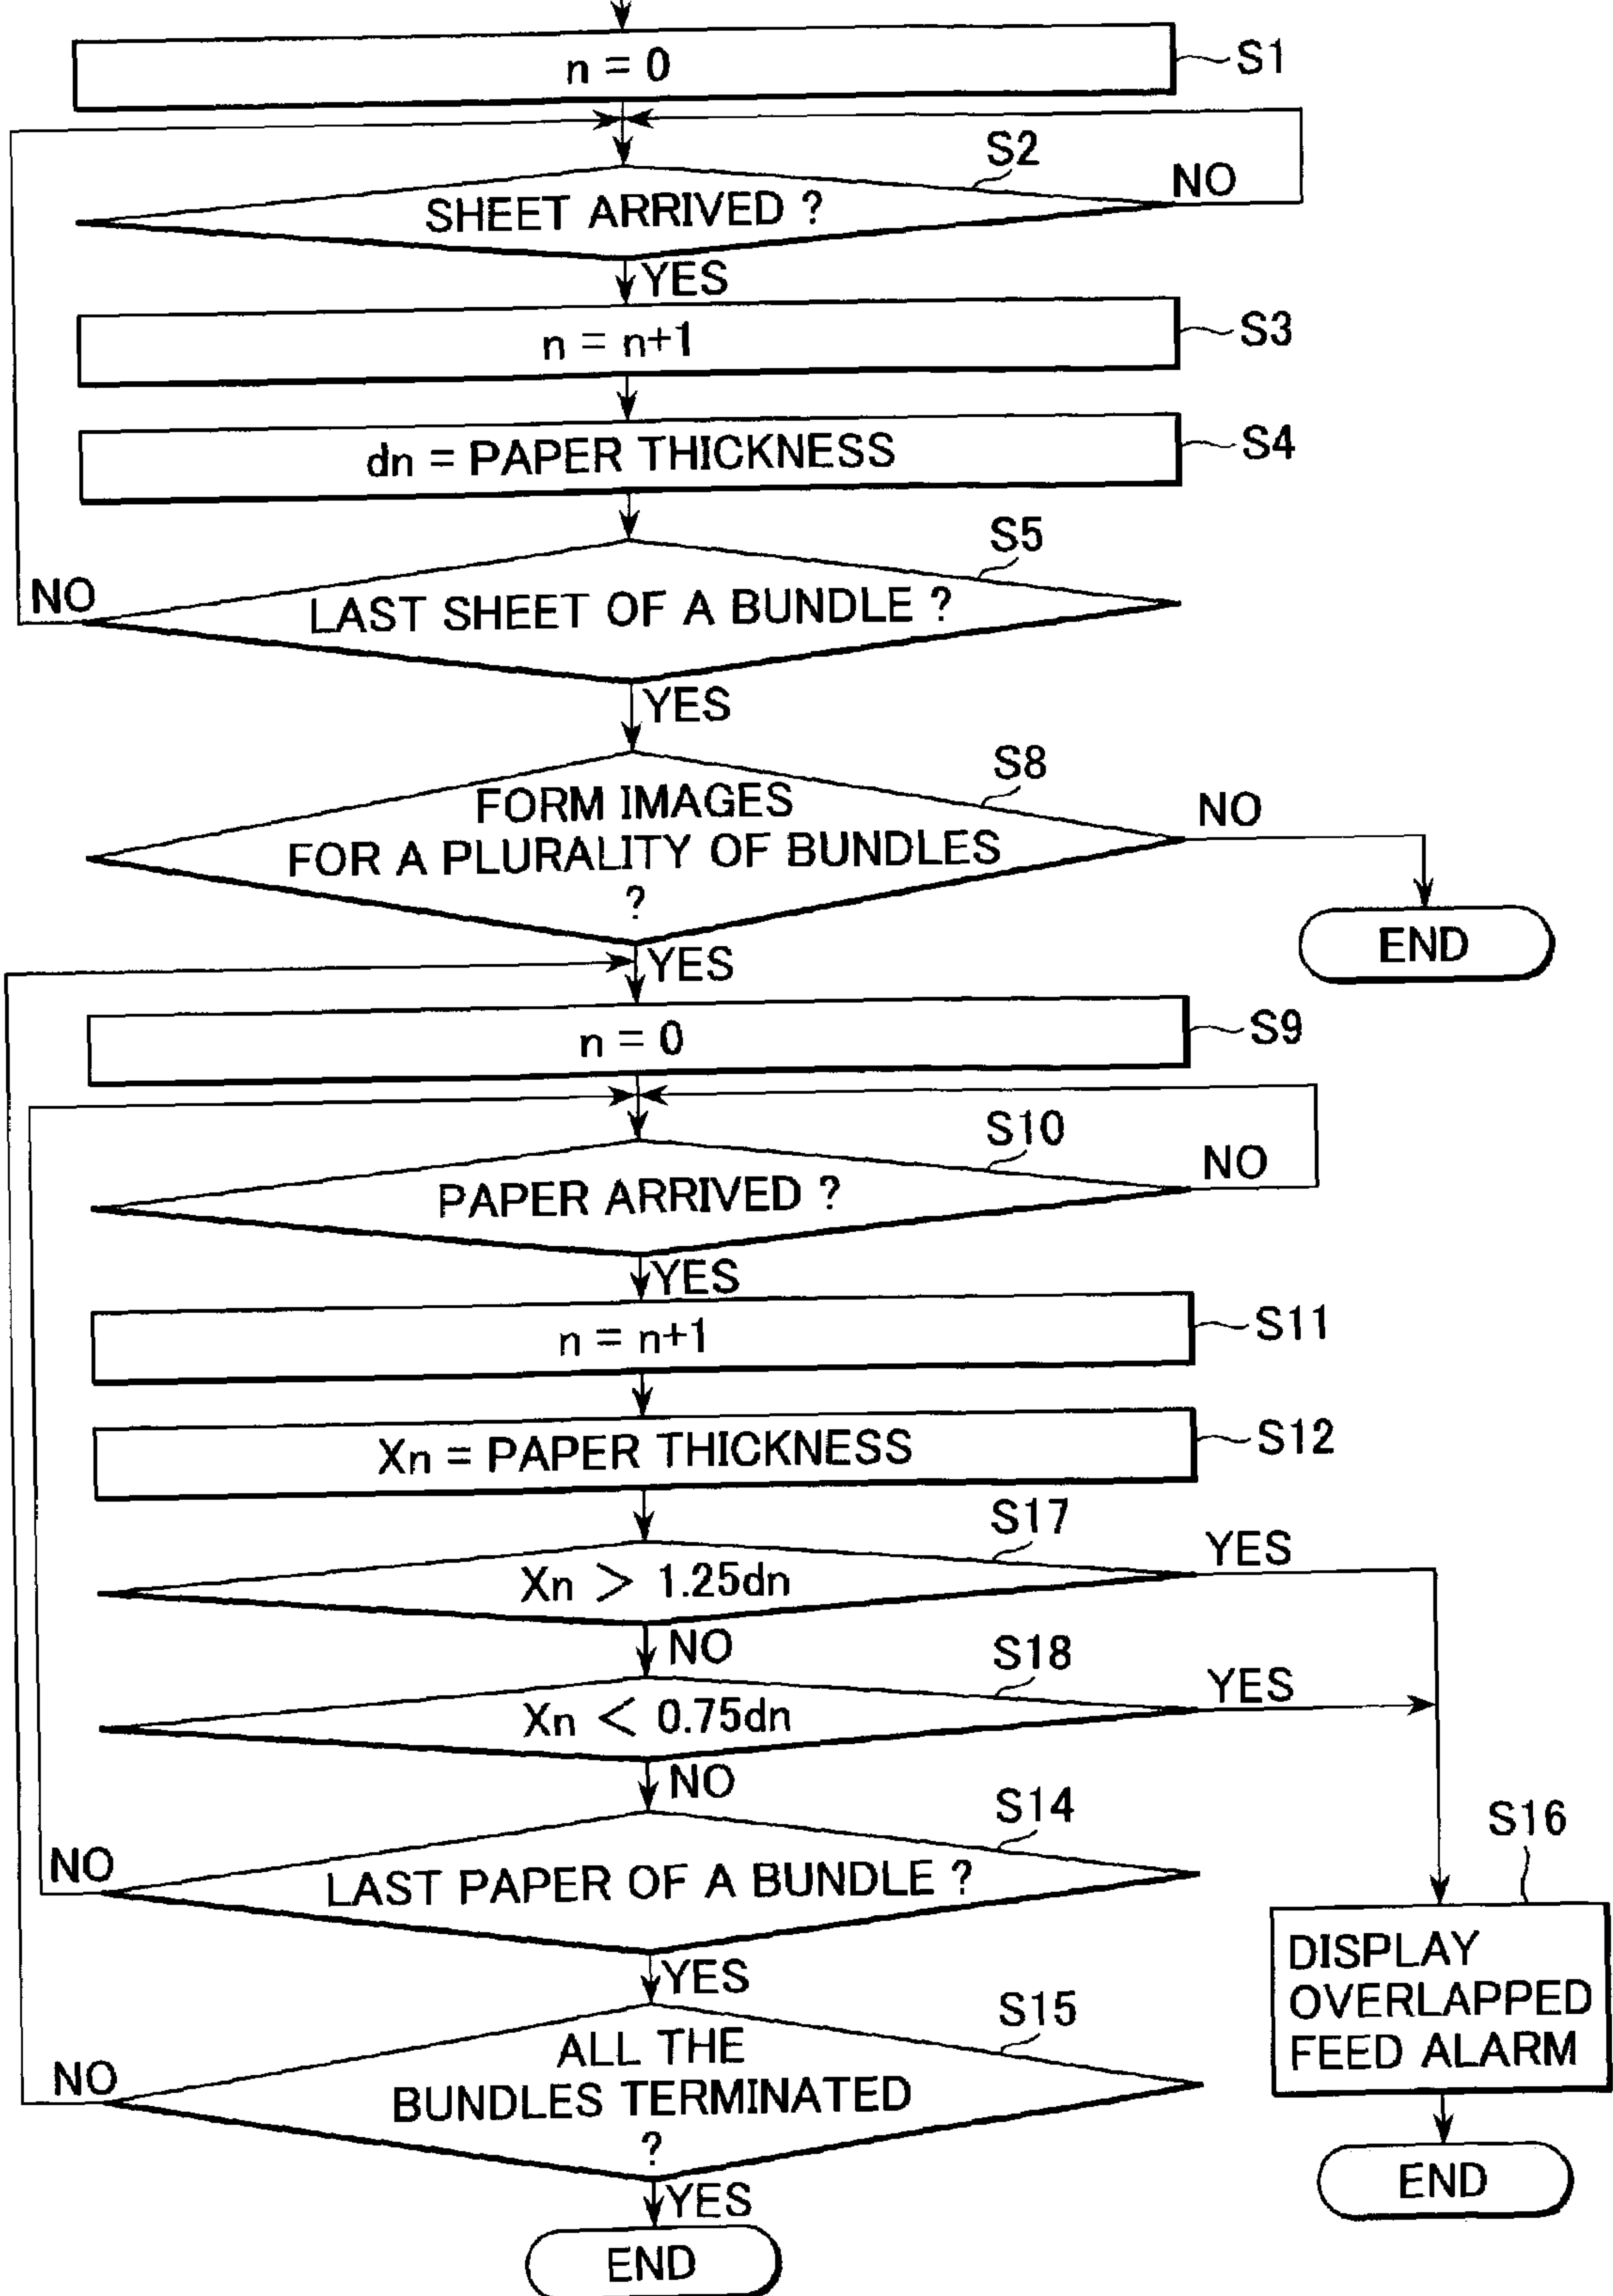 n = 0
S1
S2
NO
SHEET ARRIVED ?
YES
n = n+1
S3
dn = PAPER THICKNESS
S4
S5
NO
LAST SHEET OF A BUNDLE ?
YES
S8
FORM IMAGES
FOR A PLURALITY OF BUNDLES
?
NO
END
YES
n = 0
S9
S10
NO
PAPER ARRIVED ?
YES
n = n+1
S11
Xn = PAPER THICKNESS
S12
S17
YES
Xn > 1.25dn
NO
S18
YES
Xn < 0.75dn
NO
S14
NO
LAST PAPER OF A BUNDLE ?
S16
DISPLAY
OVERLAPPED
FEED ALARM
END
YES
S15
NO
ALL THE
BUNDLES TERMINATED
?
YES
END